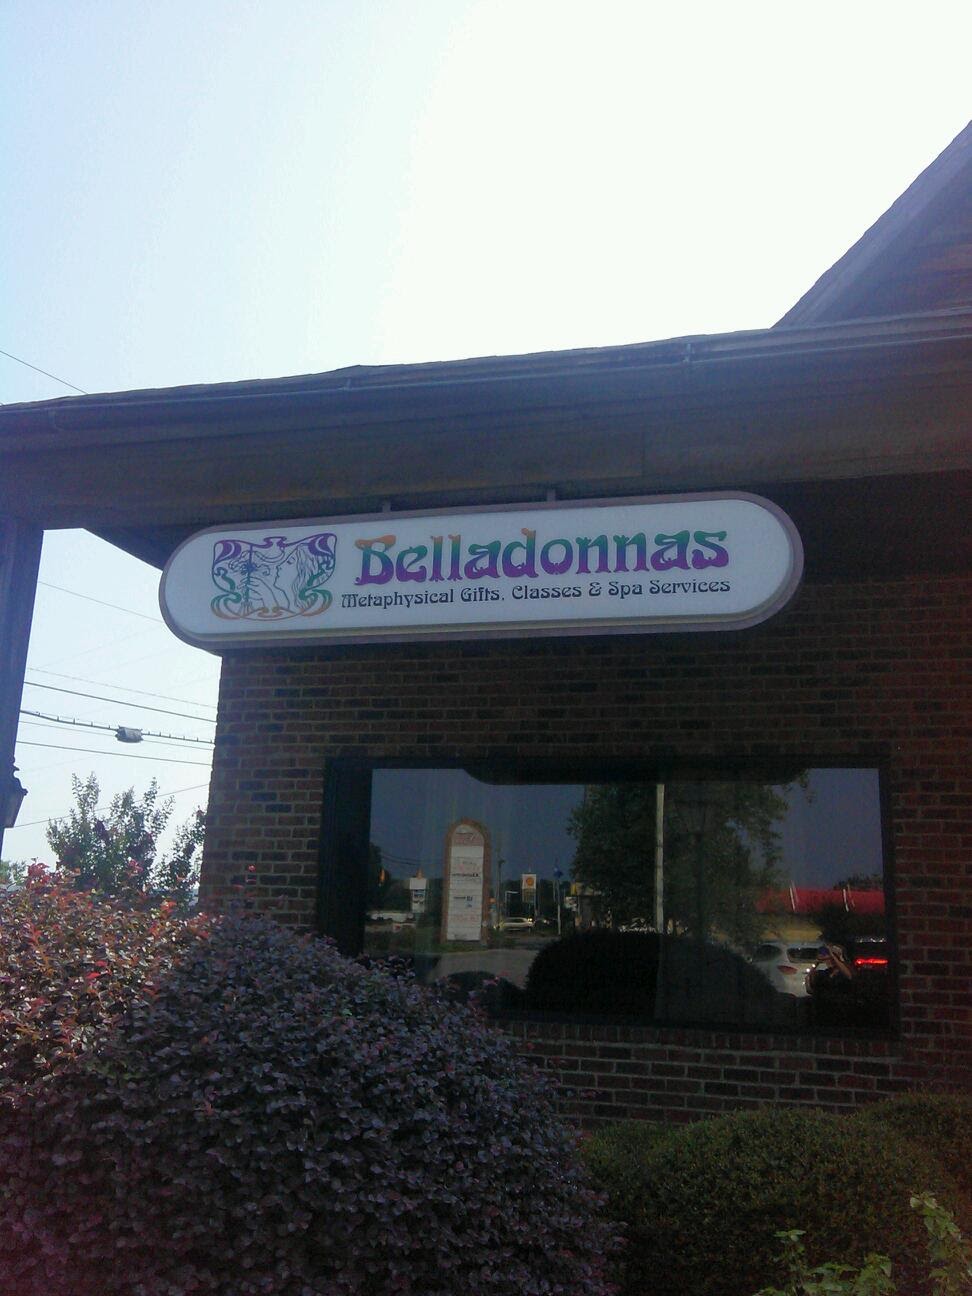 Belladonnas
Metaphysical Gifts, Classes & Spa Services